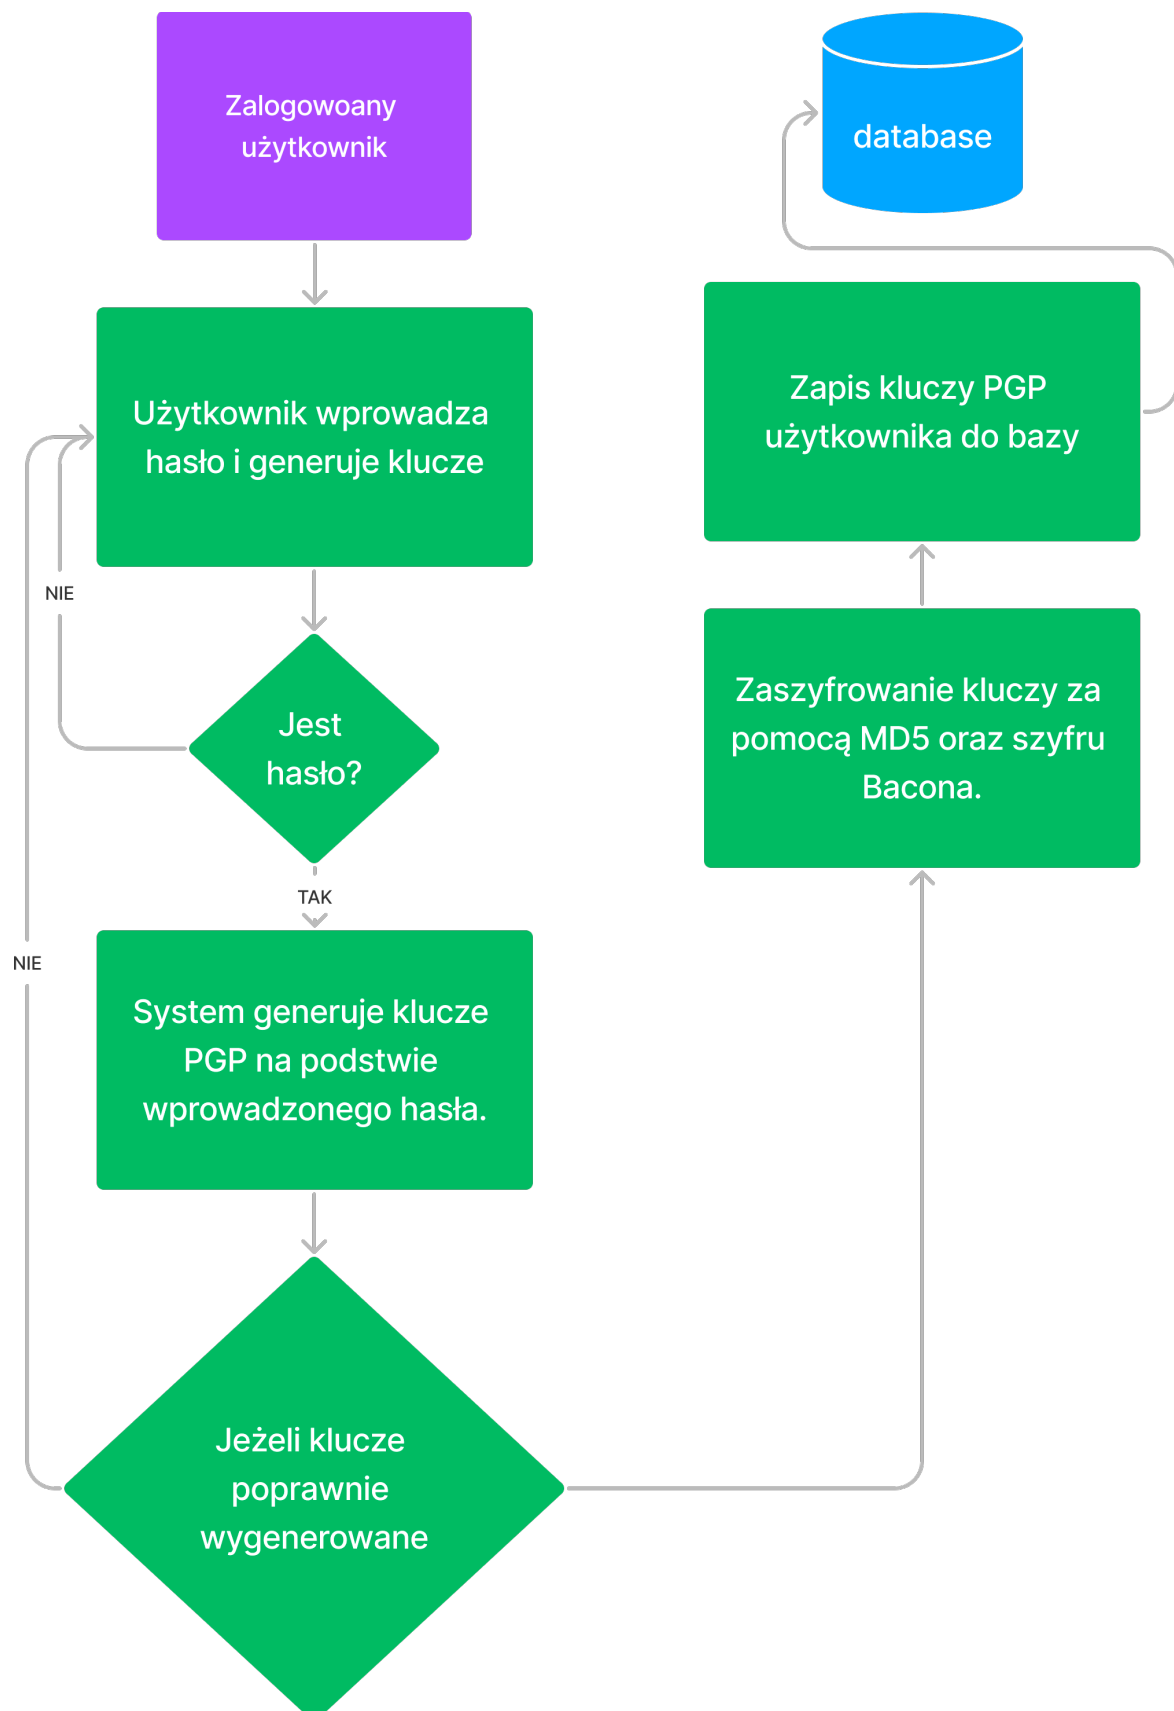 Zalogowoany
użytkownik
Użytkownik wprowadza
hasło i generuje klucze
NIE
Jest
hasło?
TAK
NIE
System generuje klucze
PGP na podstwie
wprowadzonego hasła.
Jeżeli klucze
poprawnie
wygenerowane
Zaszyfrowanie kluczy za
pomocą MD5 oraz szyfru
Bacona.
Zapis kluczy PGP
użytkownika do bazy
database